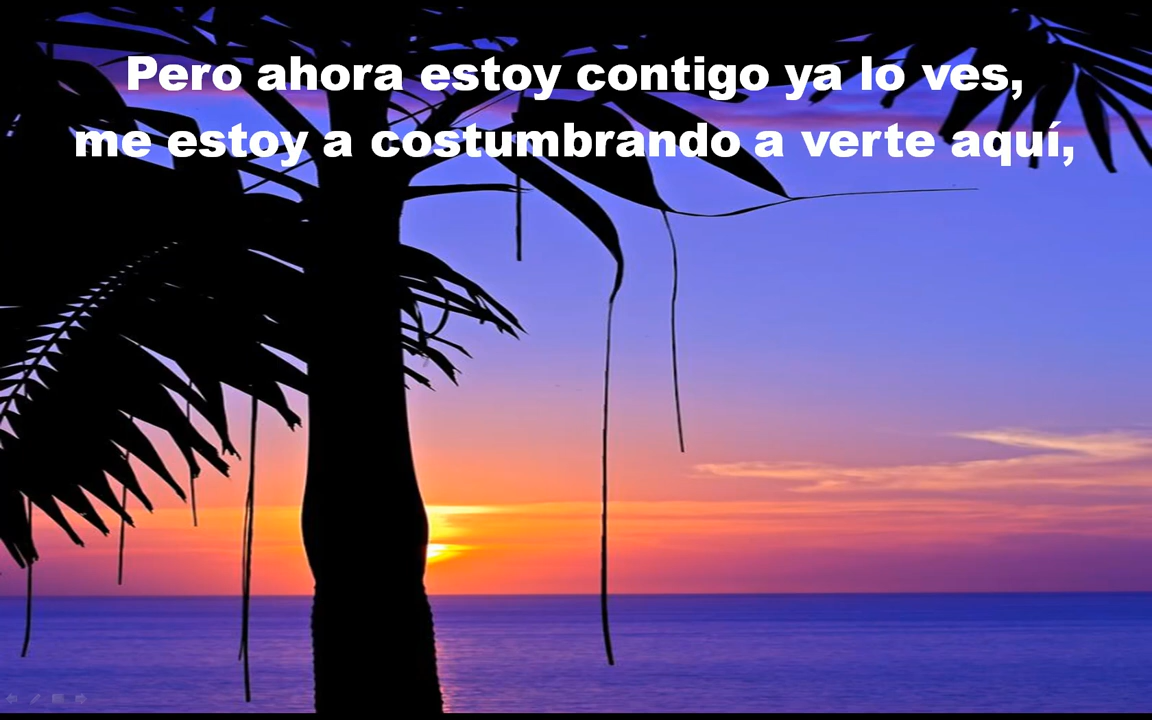 Pero ahora estoy contigo ya lo ves,
me estoy a costumbrando a verte aquí,